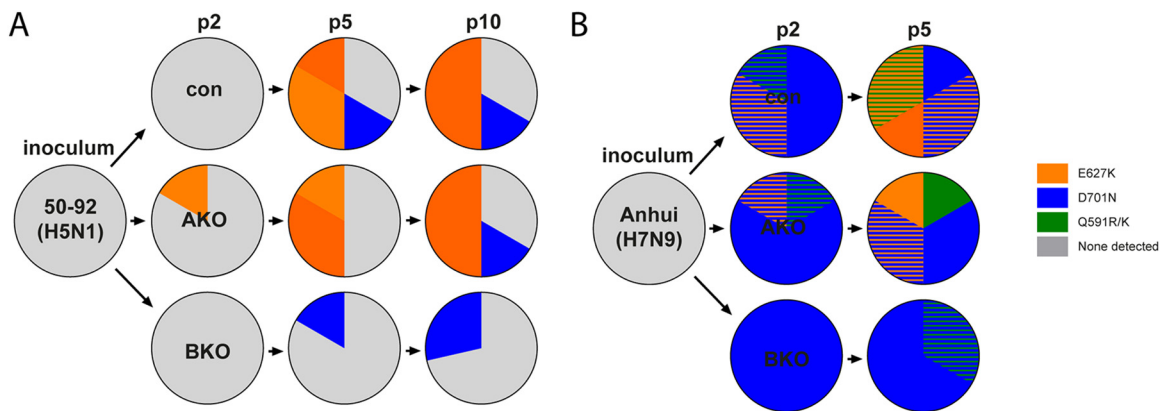 A
p2
p5
p10
con
inoculum
50-92
(H5N1)
AKO
BKO
B
p2
p5
con
inoculum
Anhui
(H7N9)
AKO
BKO
E627K
D701N
Q591R/K
None detected